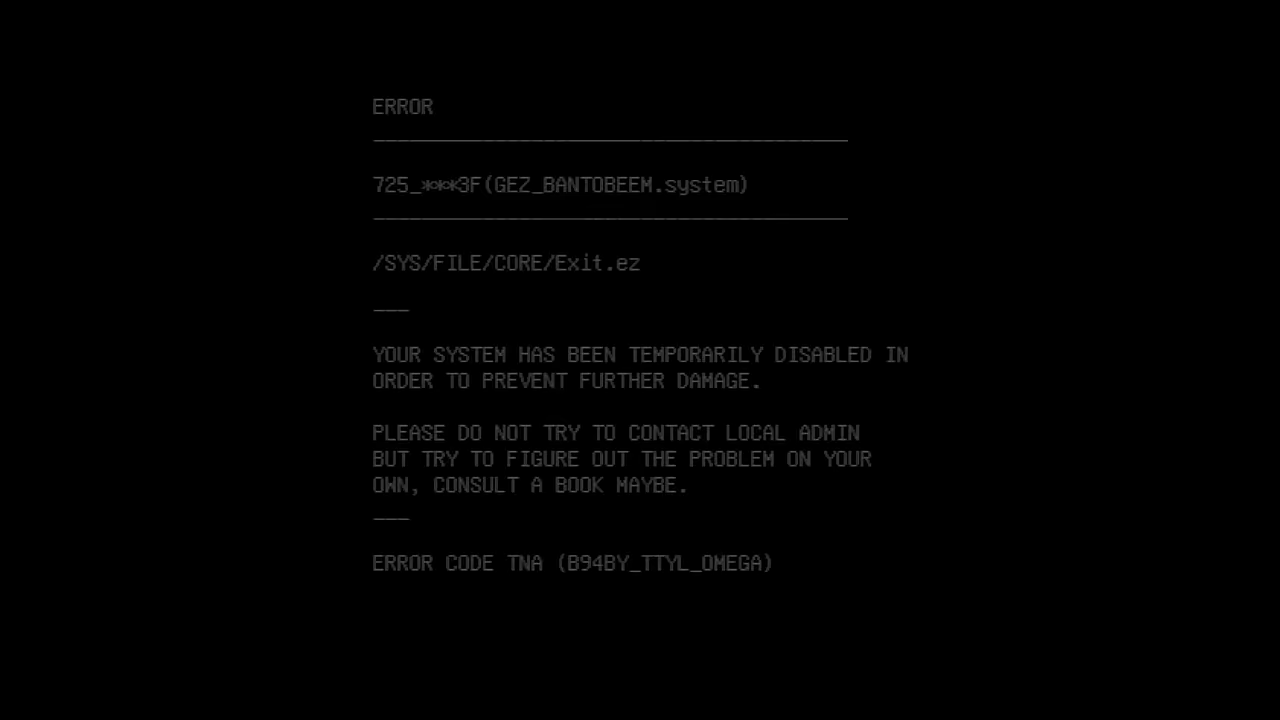 ERROR
725_***3F(GEZ_BANTOBEEM.system)
/SYS/FILE/CORE/Exit.ez
___
YOUR SYSTEM HAS BEEN TEMPORARILY DISABLED IN
ORDER TO PREVENT FURTHER DAMAGE.
PLEASE DO NOT TRY TO CONTACT LOCAL ADMIN
BUT TRY TO FIGURE OUT THE PROBLEM ON YOUR
OWN, CONSULT A BOOK MAYBE.
___
ERROR CODE TNA (B94BY_TTYL_OMEGA)